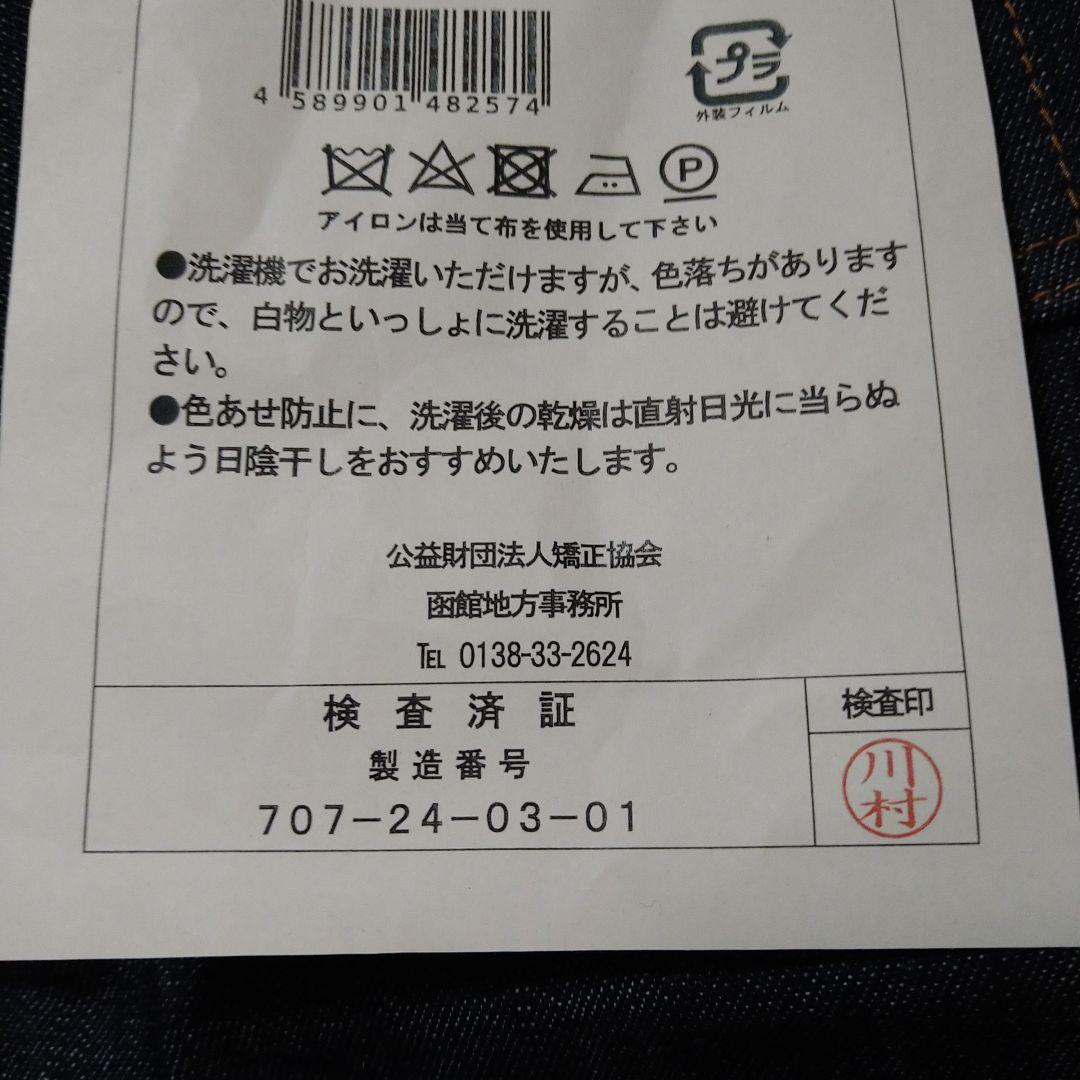 4 589901 482574
プラ
外装フィルム
P
アイロンは当て布を使用して下さい
●洗濯機でお洗濯いただけますが、色落ちがあります
ので、白物といっしょに洗濯することは避けてくだ
さい。
●色あせ防止に、洗濯後の乾燥は直射日光に当らぬ
よう日陰干しをおすすめいたします。
公益財団法人矯正協会
函館地方事務所
TEL 0138-33-2624
検査済証
検査印
製造番号
707-24-03-01
川村